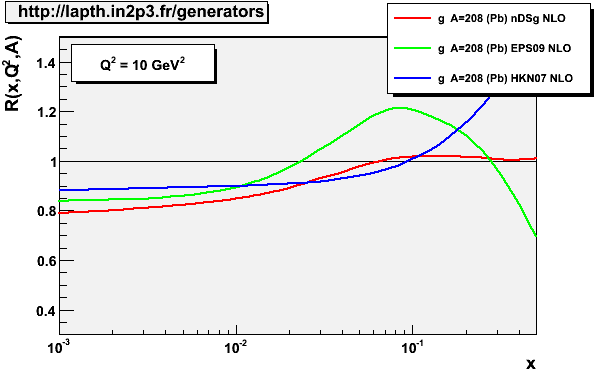 http://lapth.in2p3.fr/generators
g A=208 (Pb) nDSg NLO
g A=208 (Pb) EPS09 NLO
g A=208 (Pb) HKN07 NLO
Q² = 10 GeV²
R(x,Q²,A)
1.4
1.2
1
0.8
0.6
0.4
10⁻³
10⁻²
10⁻¹
x